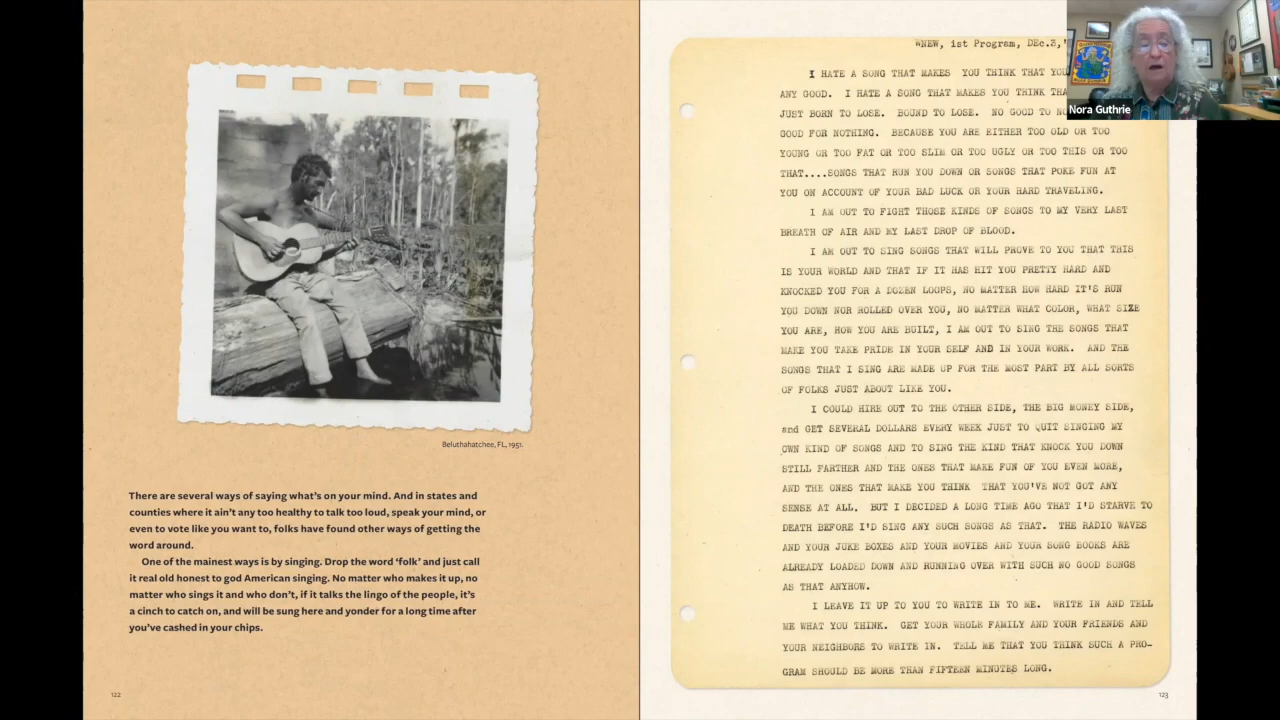 Beluthahatchee, FL, 1951.
There are several ways of saying what's on your mind. And in states and
counties where it ain't any too healthy to talk too loud, speak your mind, or
even to vote like you want to, folks have found other ways of getting the
word around.
One of the mainest ways is by singing. Drop the word 'folk' and just call
it real old honest to god American singing. No matter who makes it up, no
matter who sings it and who don't, if it talks the lingo of the people, it's
a cinch to catch on, and will be sung here and yonder for a long time after
you've cashed in your chips.
122
WNEW, 1st Program, DEc.3,
I HATE A SONG THAT MAKES YOU THINK THAT
ANY GOOD. I HATE A SONG THAT MAKES YOU THINK
JUST BORN TO LOSE. BOUND TO LOSE. NO GOOD TO
GOOD FOR NOTHING. BECAUSE YOU ARE EITHER TOO OLD OR TOO
YOUNG OR TOO FAT OR TOO SLIM OR TOO UGLY OR TOO THIS OR TOO
THAT....SONGS THAT RUN YOU DOWN OR SONGS THAT POKE FUN AT
YOU ON ACCOUNT OF YOUR BAD LUCK OR YOUR HARD TRAVELING.
I AM OUT TO FIGHT THOSE KINDS OF SONGS TO MY VERY LAST
BREATH OF AIR AND MY LAST DROP OF BLOOD.
I AM OUT TO SING SONGS THAT WILL PROVE TO YOU THAT THIS
IS YOUR WORLD AND THAT IF IT HAS HIT YOU PRETTY HARD AND
KNOCKED YOU FOR A DOZEN LOOPS, NO MATTER HOW HARD IT'S RUN
YOU DOWN NOR ROLLED OVER YOU, NO MATTER WHAT COLOR, WHAT SIZE
YOU ARE, HOW YOU ARE BUILT, I AM OUT TO SING THE SONGS THAT
MAKE YOU TAKE PRIDE IN YOUR SELF AND IN YOUR WORK. AND THE
SONGS THAT I SING ARE MADE UP FOR THE MOST PART BY ALL SORTS
OF FOLKS JUST ABOUT LIKE YOU.
I COULD HIRE OUT TO THE OTHER SIDE, THE BIG MONEY SIDE,
and GET SEVERAL DOLLARS EVERY WEEK JUST TO QUIT SINGING MY
OWN KIND OF SONGS AND TO SING THE KIND THAT KNOCK YOU DOWN
STILL FARTHER AND THE ONES THAT MAKE FUN OF YOU EVEN MORE,
AND THE ONES THAT MAKE YOU THINK THAT YOU'VE NOT GOT ANY
SENSE AT ALL. BUT I DECIDED A LONG TIME AGO THAT I'D STARVE TO
DEATH BEFORE I'D SING ANY SUCH SONGS AS THAT. THE RADIO WAVES
AND YOUR JUKE BOXES AND YOUR MOVIES AND YOUR SONG BOOKS ARE
ALREADY LOADED DOWN AND RUNNING OVER WITH SUCH NO GOOD SONGS
AS THAT ANYHOW.
I LEAVE IT UP TO YOU TO WRITE IN TO ME. WRITE IN AND TELL
ME WHAT YOU THINK. GET YOUR WHOLE FAMILY AND YOUR FRIENDS AND
YOUR NEIGHBORS TO WRITE IN. TELL ME THAT YOU THINK SUCH A PRO-
GRAM SHOULD BE MORE THAN FIFTEEN MINUTES LONG.
123
Nora Guthrie